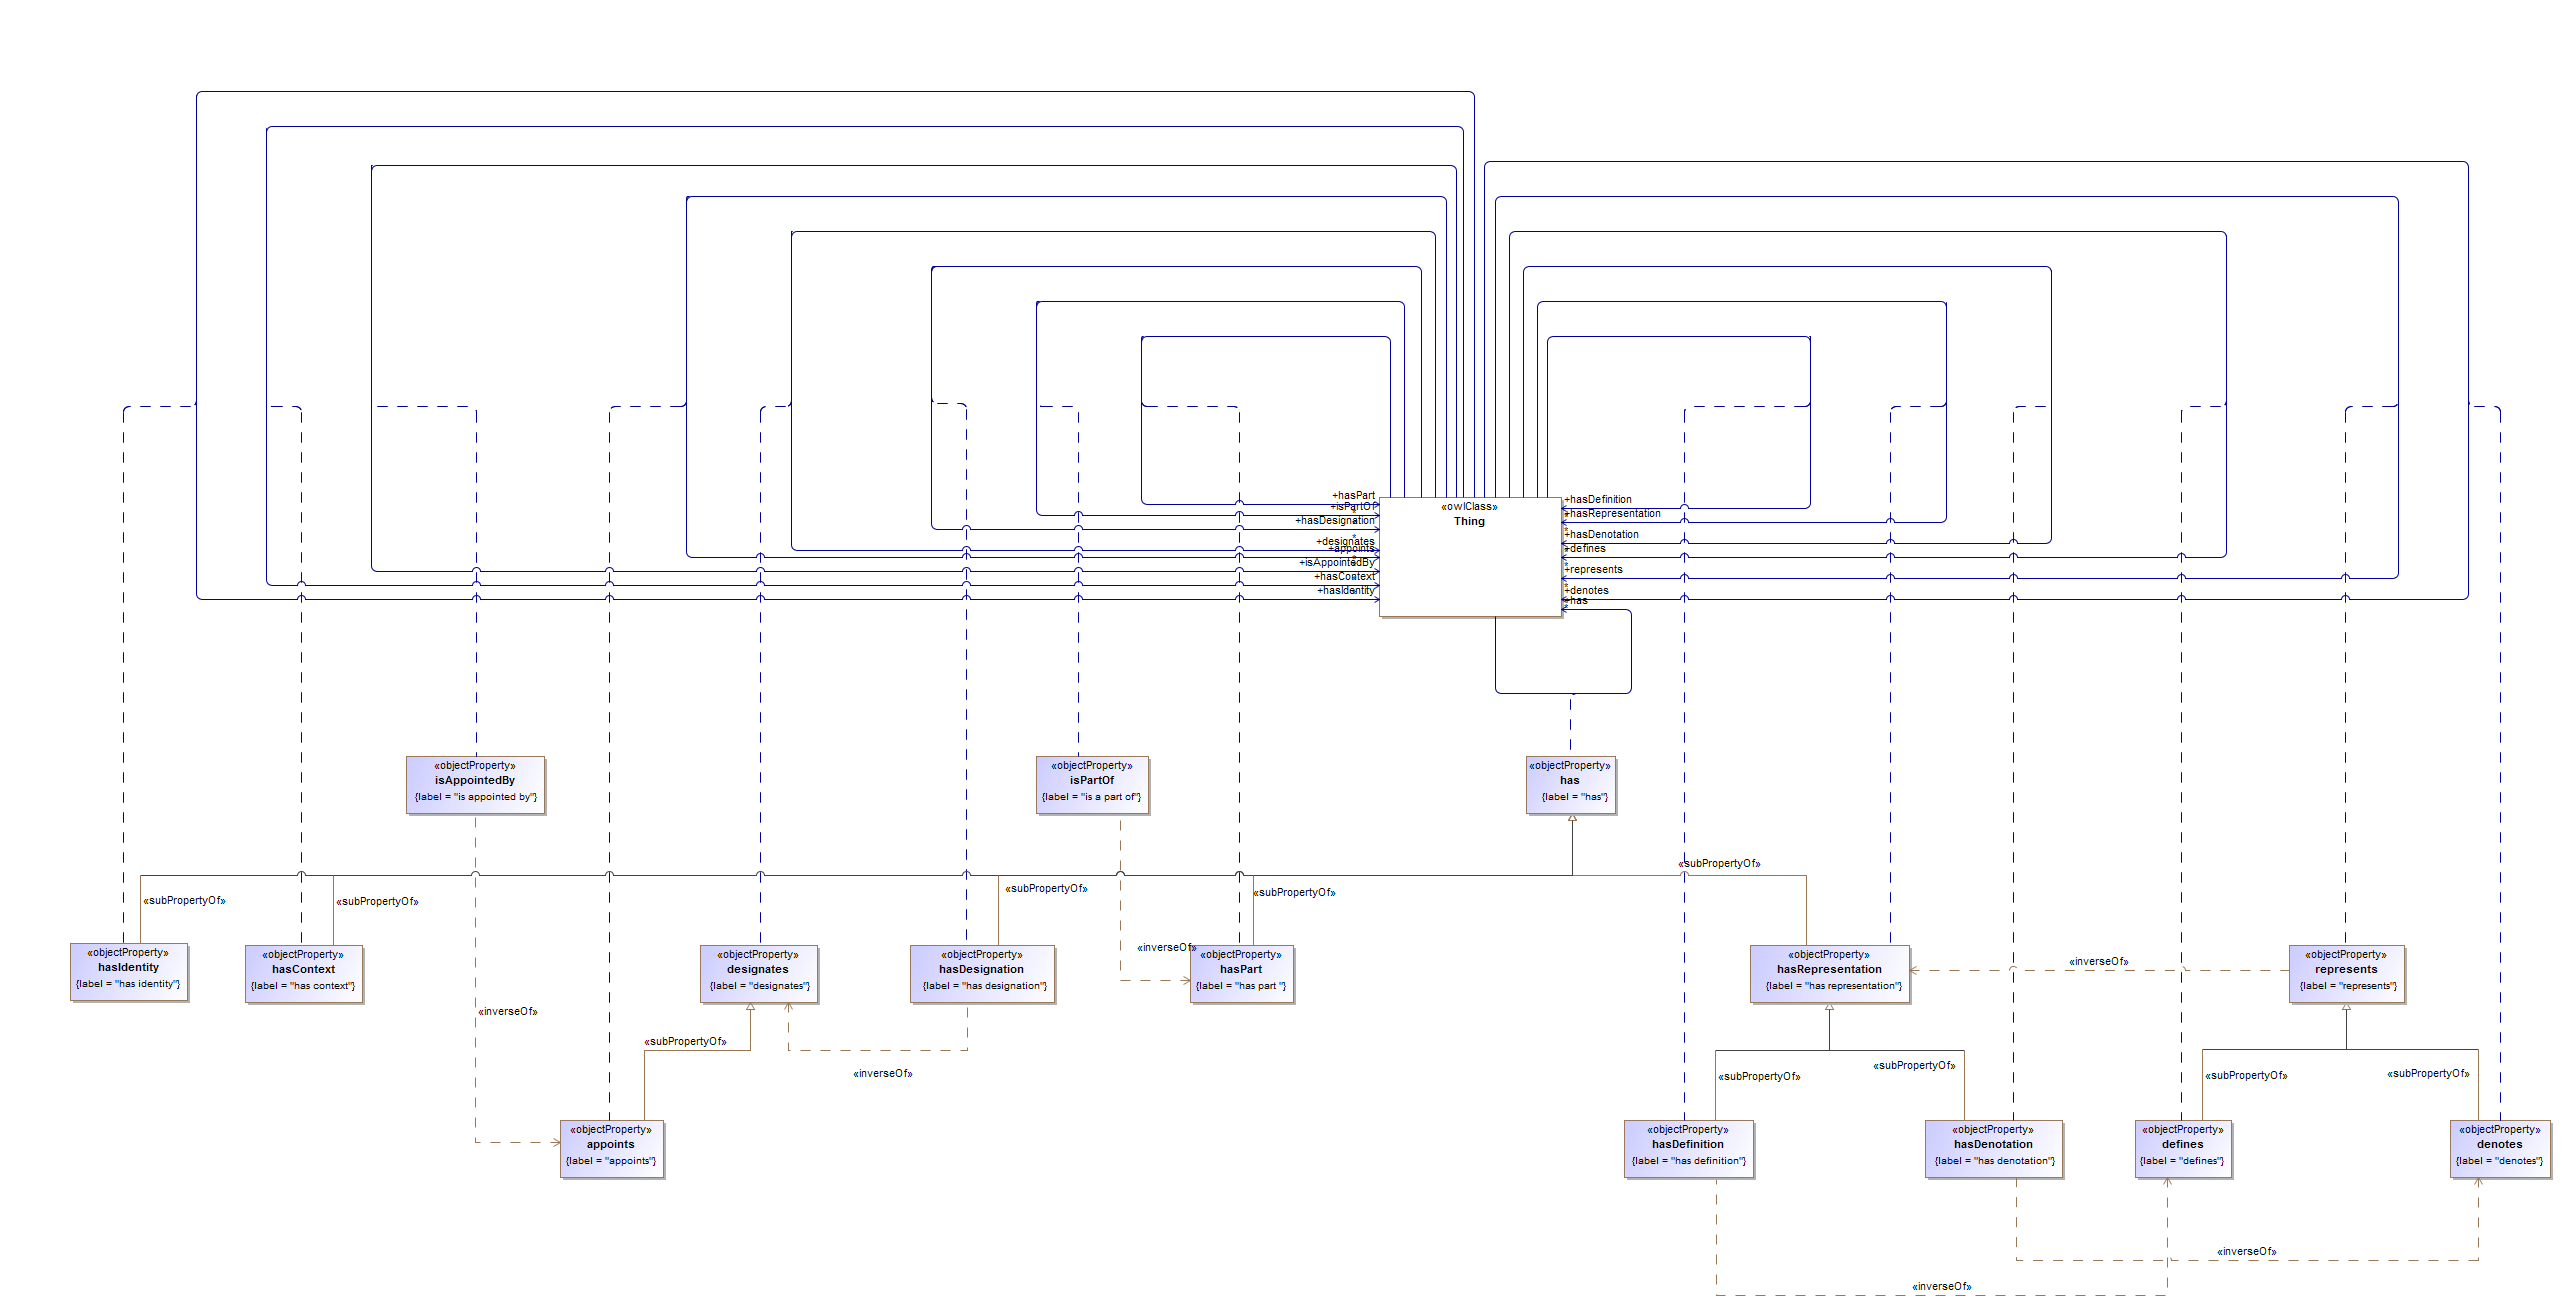 +hasPart
+isPartOf
+hasDesignation
+designates
+appoints
+isAppointedBy
+hasContext
+hasIdentity
«owlClass»
Thing
+hasDefinition
+hasRepresentation
+hasDenotation
+defines
+represents
+denotes
+has
«objectProperty»
isAppointedBy
{label = "is appointed by"}
«objectProperty»
isPartOf
{label = "is a part of"}
«objectProperty»
has
{label = "has"}
«subPropertyOf»
«subPropertyOf»
«subPropertyOf»
«subPropertyOf»
«subPropertyOf»
«inverseOf»
«inverseOf»
«objectProperty»
hasIdentity
{label = "has identity"}
«objectProperty»
hasContext
{label = "has context"}
«objectProperty»
designates
{label = "designates"}
«objectProperty»
hasDesignation
{label = "has designation"}
«objectProperty»
hasPart
{label = "has part "}
«objectProperty»
hasRepresentation
{label = "has representation"}
«objectProperty»
represents
{label = "represents"}
«inverseOf»
«subPropertyOf»
«inverseOf»
«subPropertyOf»
«subPropertyOf»
«subPropertyOf»
«subPropertyOf»
«objectProperty»
appoints
{label = "appoints"}
«objectProperty»
hasDefinition
{label = "has definition"}
«objectProperty»
hasDenotation
{label = "has denotation"}
«objectProperty»
defines
{label = "defines"}
«objectProperty»
denotes
{label = "denotes"}
«inverseOf»
«inverseOf»